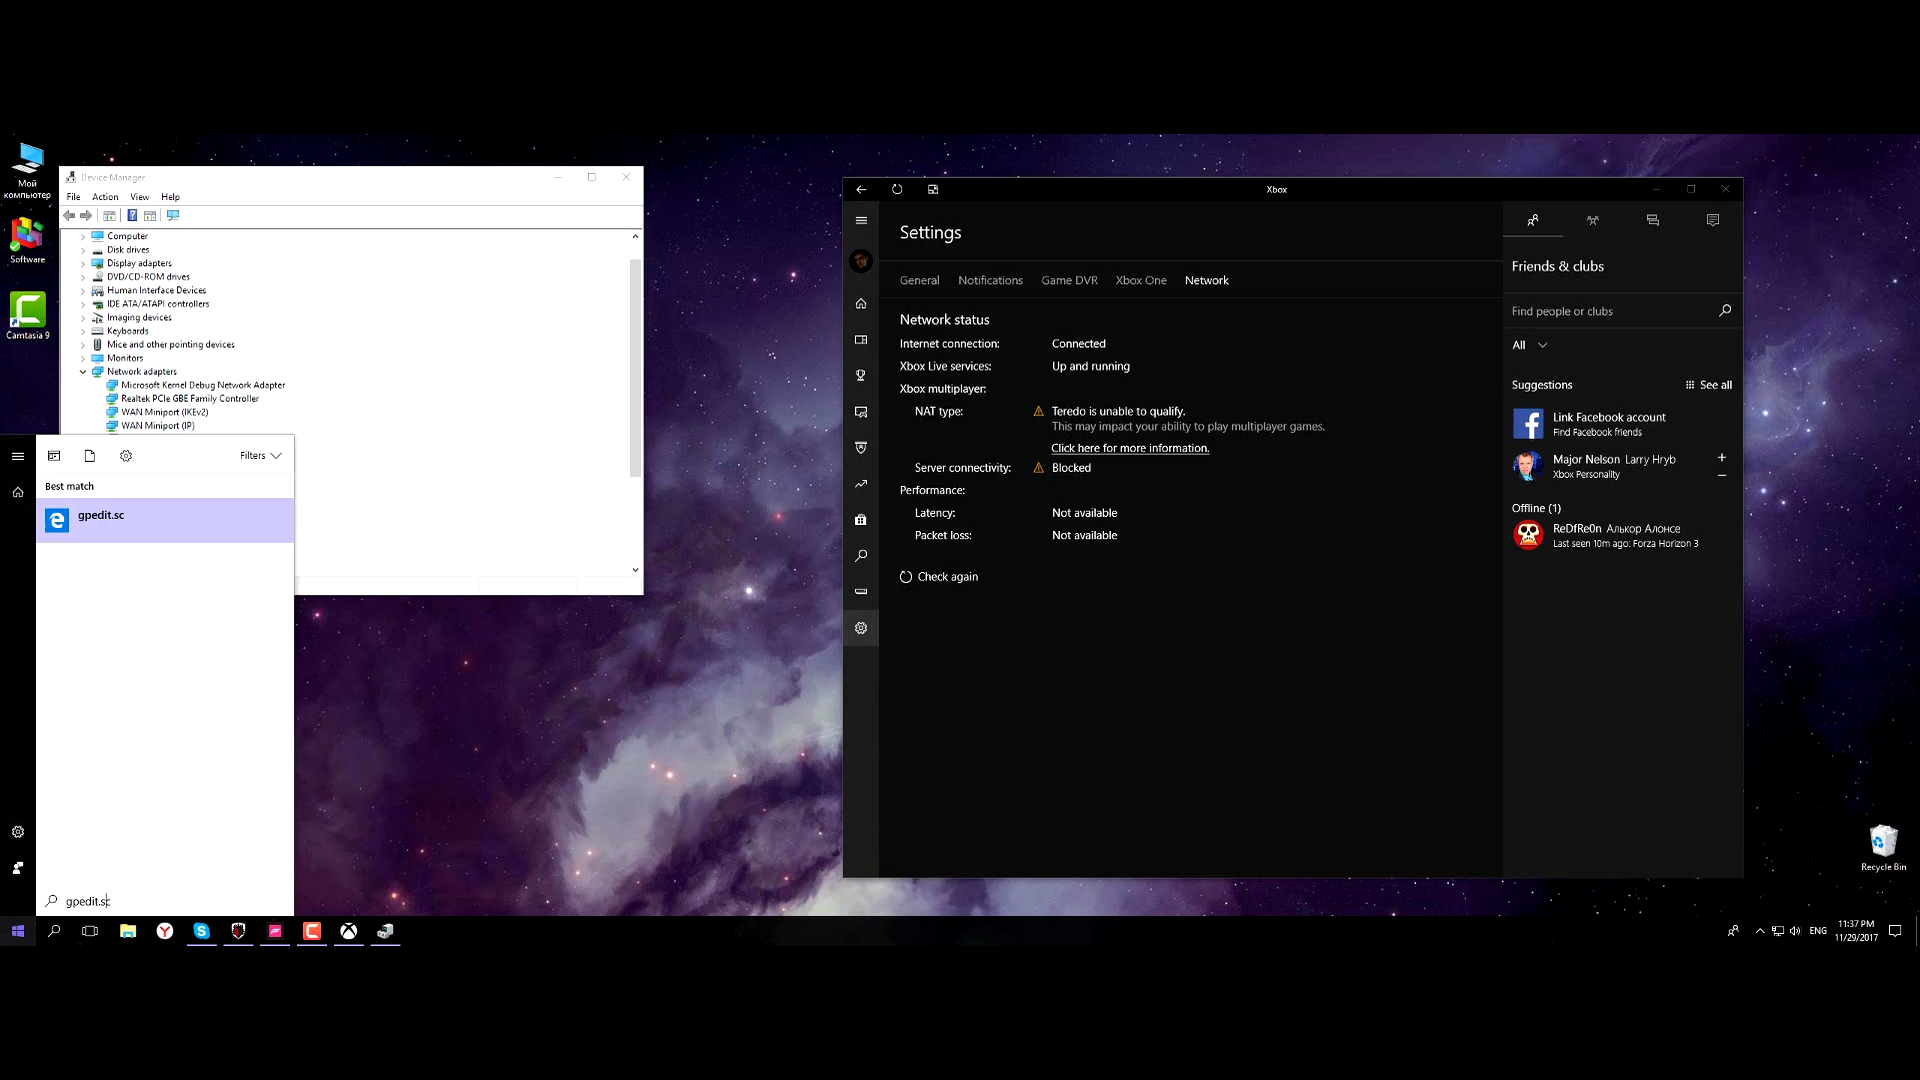 Мой
компьютер
Software
Camtasia 9
Device Manager
File Action View Help
Computer
Disk drives
Display adapters
DVD/CD-ROM drives
Human Interface Devices
IDE ATA/ATAPI controllers
Imaging devices
Keyboards
Mice and other pointing devices
Monitors
Network adapters
Microsoft Kernel Debug Network Adapter
Realtek PCIe GBE Family Controller
WAN Miniport (IKEv2)
WAN Miniport (IP)
Filters
Best match
gpedit.sc
gpedit.sc
Xbox
Settings
General Notifications Game DVR Xbox One Network
Network status
Internet connection: Connected
Xbox Live services: Up and running
Xbox multiplayer:
NAT type: Teredo is unable to qualify.
This may impact your ability to play multiplayer games.
Click here for more information.
Server connectivity: Blocked
Performance:
Latency: Not available
Packet loss: Not available
Check again
Friends & clubs
Find people or clubs
All
Suggestions See all
Link Facebook account
Find Facebook friends
Major Nelson Larry Hryb
Xbox Personality
Offline (1)
ReDfRe0n Алькор Алонсе
Last seen 10m ago: Forza Horizon 3
Recycle Bin
ENG
11:37 PM
11/29/2017